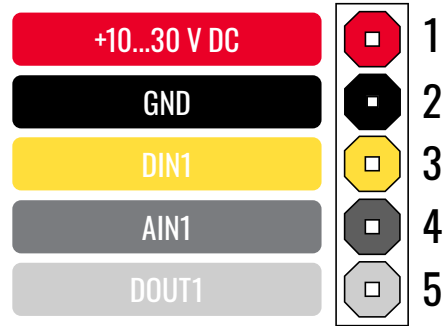 +10...30 V DC 1
GND 2
DIN1 3
AIN1 4
DOUT1 5